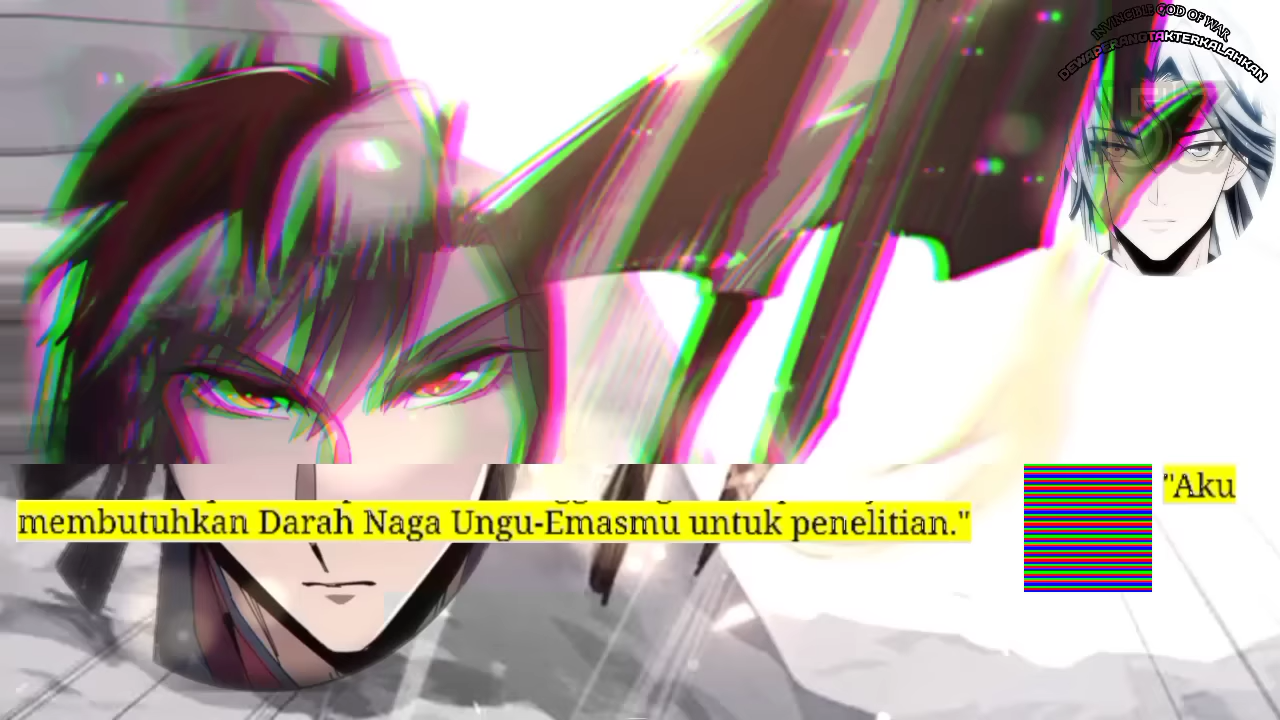 INVINCIBLE GOD OF WAR
DEWAPERANGTAKTERKALAHKAN
"Aku
membutuhkan Darah Naga Ungu-Emasmu untuk penelitian."